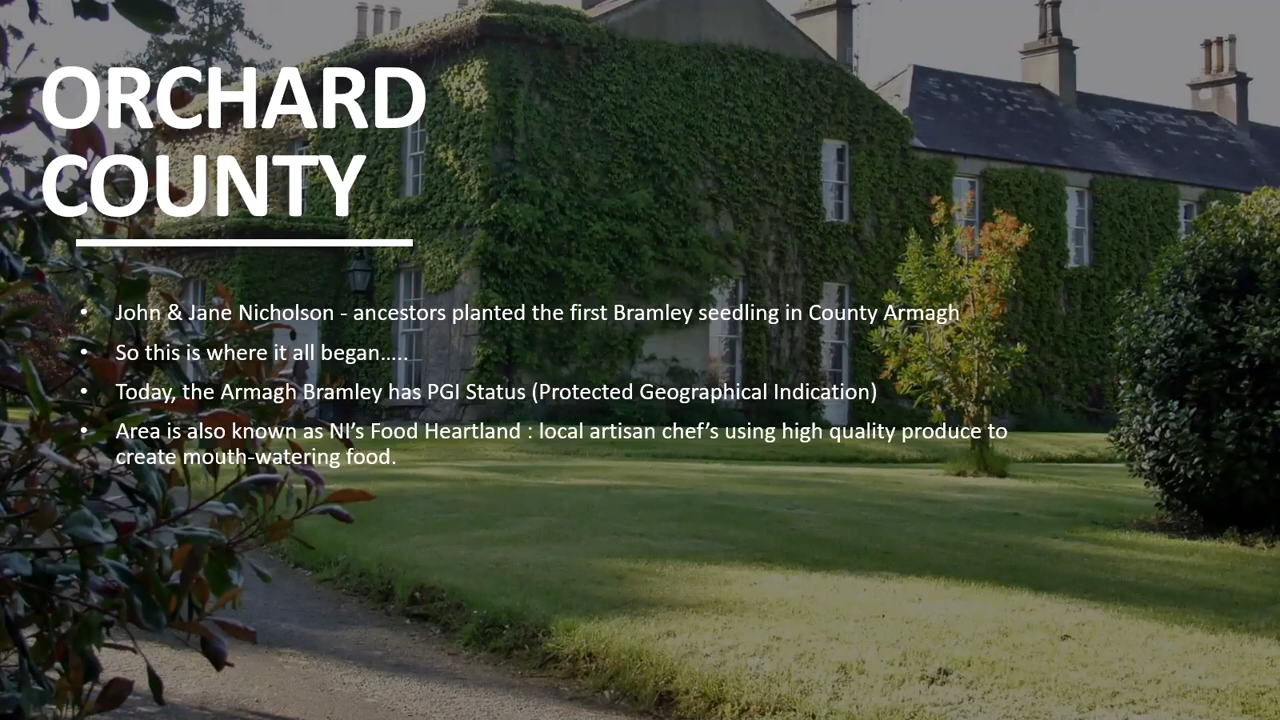 ORCHARD
COUNTY
• John & Jane Nicholson - ancestors planted the first Bramley seedling in County Armagh
• So this is where it all began…..
• Today, the Armagh Bramley has PGI Status (Protected Geographical Indication)
• Area is also known as NI’s Food Heartland : local artisan chef’s using high quality produce to
create mouth-watering food.